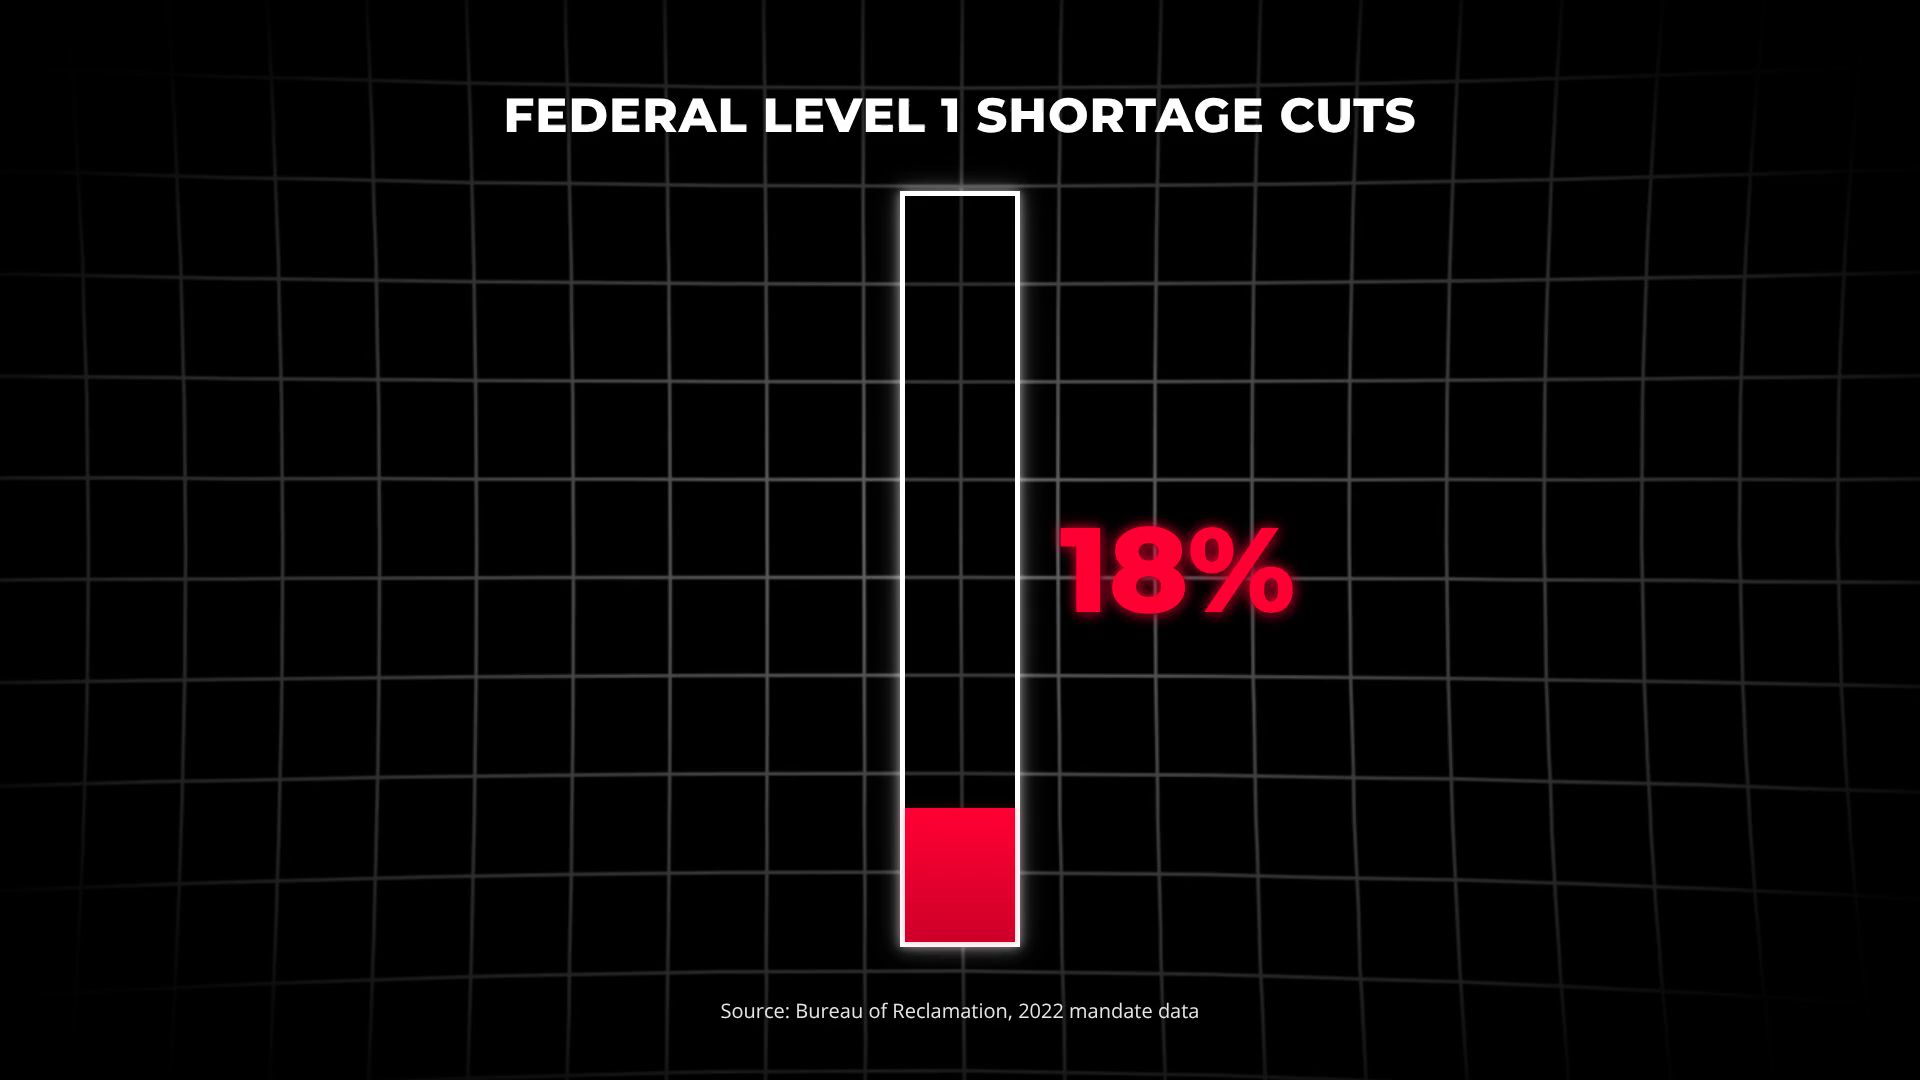 FEDERAL LEVEL 1 SHORTAGE CUTS
18%
Source: Bureau of Reclamation, 2022 mandate data